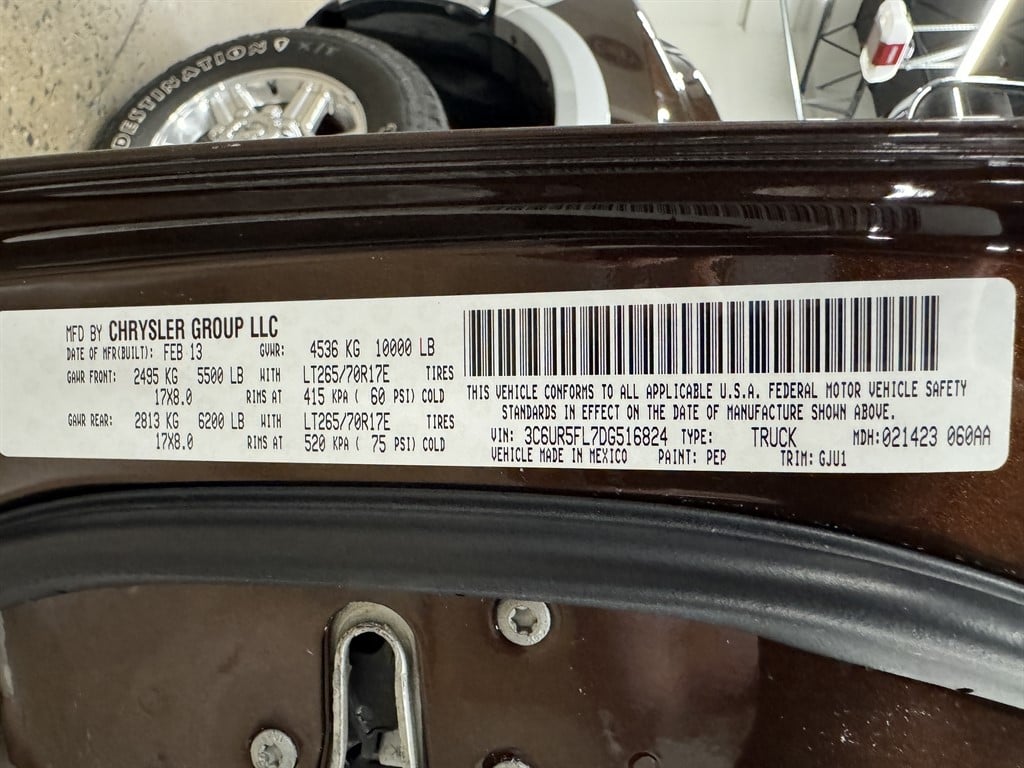 DESTINATION X/T
MFD BY CHRYSLER GROUP LLC
DATE OF MFR(BUILT): FEB 13 GVWR: 4536 KG 10000 LB
GAWR FRONT: 2495 KG 5500 LB WITH LT265/70R17E TIRES
17X8.0 RIMS AT 415 KPA ( 60 PSI) COLD
GAWR REAR: 2813 KG 6200 LB WITH LT265/70R17E TIRES
17X8.0 RIMS AT 520 KPA ( 75 PSI) COLD
THIS VEHICLE CONFORMS TO ALL APPLICABLE U.S.A. FEDERAL MOTOR VEHICLE SAFETY
STANDARDS IN EFFECT ON THE DATE OF MANUFACTURE SHOWN ABOVE.
VIN: 3C6UR5FL7DG516824 TYPE: TRUCK MDH:021423 060AA
VEHICLE MADE IN MEXICO PAINT: PEP TRIM: GJU1